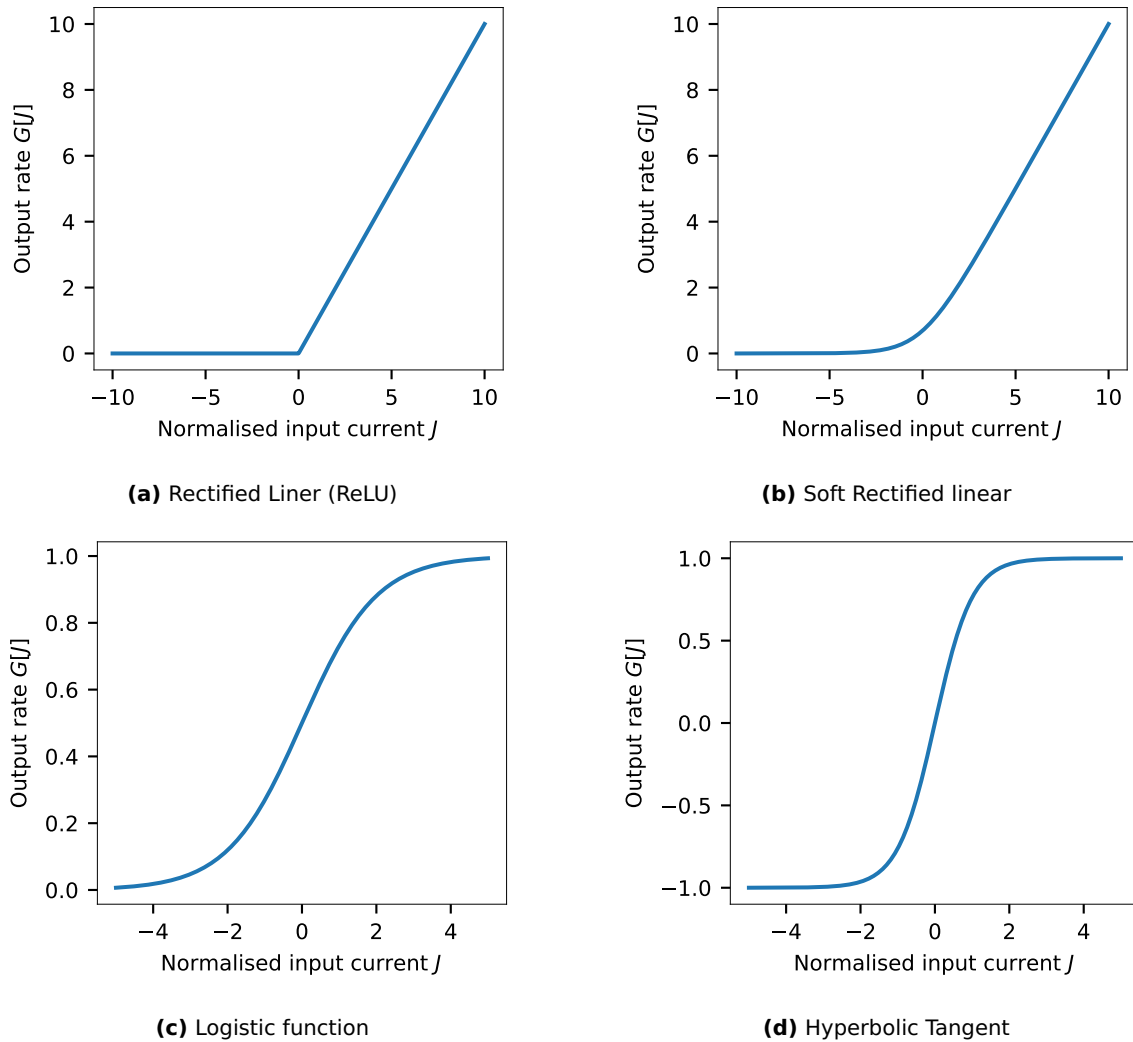 10
8
6
4
2
0
Output rate G[J]
−10 −5 0 5 10
Normalised input current J
(a) Rectified Liner (ReLU)
10
8
6
4
2
0
Output rate G[J]
−10 −5 0 5 10
Normalised input current J
(b) Soft Rectified linear
1.0
0.8
0.6
0.4
0.2
0.0
Output rate G[J]
−4 −2 0 2 4
Normalised input current J
(c) Logistic function
1.0
0.5
0.0
−0.5
−1.0
Output rate G[J]
−4 −2 0 2 4
Normalised input current J
(d) Hyperbolic Tangent